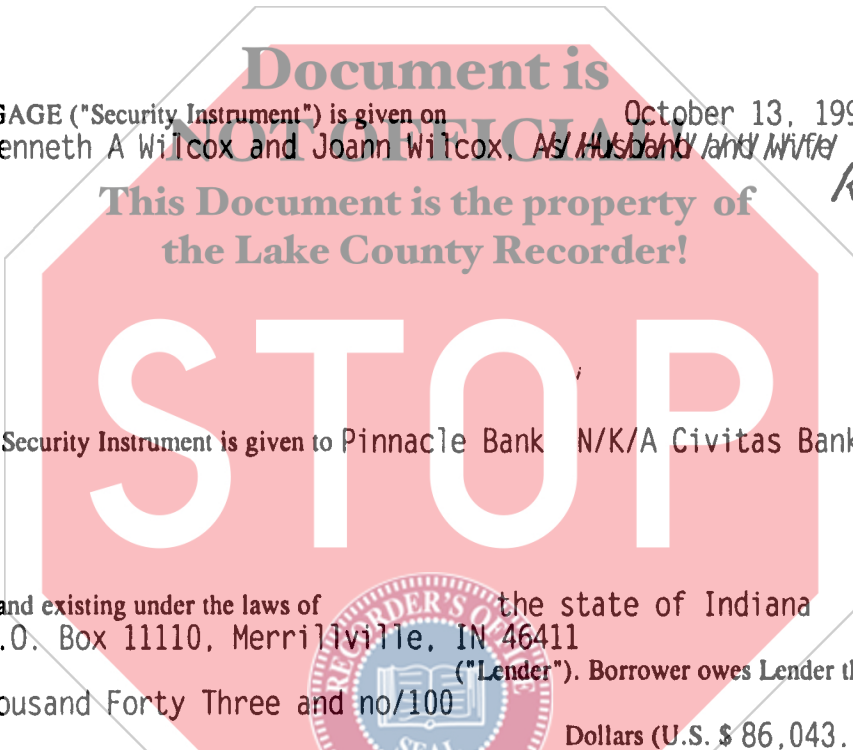 Document is
GAGE ("Security Instrument") is given on October 13, 199
NOT OFFICIAL!
enneth A Wilcox and Joann Wilcox, As Husband and Wife
This Document is the property of
the Lake County Recorder!
STOP
Security Instrument is given to Pinnacle Bank N/K/A Civitas Bank
and existing under the laws of the state of Indiana
.O. Box 11110, Merrillville, IN 46411
RECORDER'S OFFICE
("Lender"). Borrower owes Lender th
ousand Forty Three and no/100
SEAL
Dollars (U.S. $ 86,043.